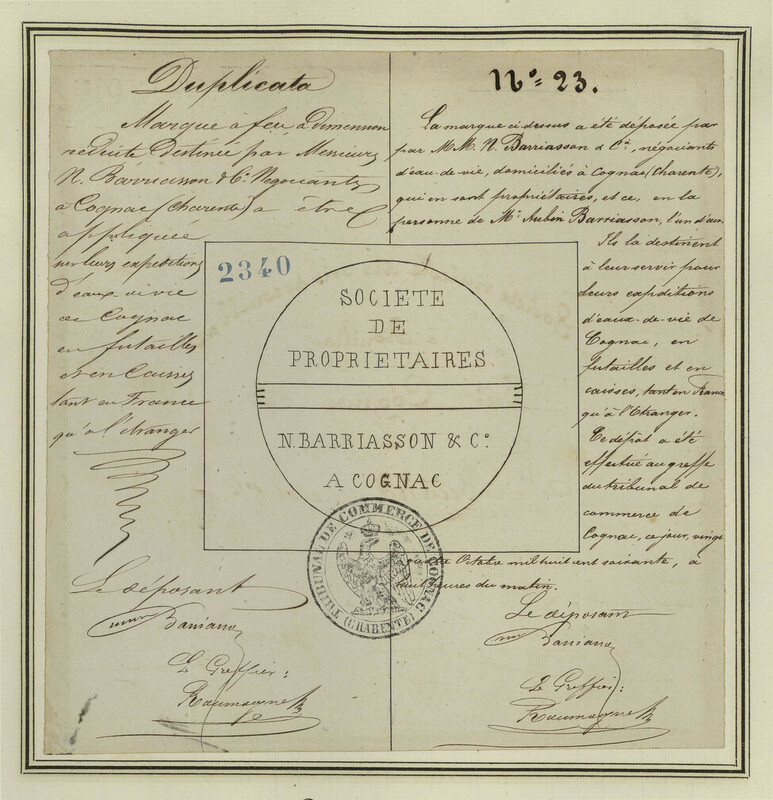 Duplicata
Marque à feu, à dimension
réduite Destinée par Messieurs
N. Barriasson & Cie Négociants
à Cognac (Charente) à être
appliquée
sur leurs expéditions
d'eaux-de-vie
de Cognac
en futailles
et en Caisses
tant en France
qu'à l'étranger
Le déposant
Le Greffier:
No= 23.
La marque ci-dessus a été déposée par
par MM. N. Barriasson & Ce, négociants
d'eau-de-vie, domiciliés à Cognac (Charente),
qui en sont propriétaires, et ce, en la
personne de Mr Aubin Barriasson, l'un d'eux
Ils la destinent
à leur servir pour
leurs expéditions
d'eaux-de-vie de
Cognac, en
futailles et en
caisses, tant en France
qu'à l'Etranger.
Ce dépôt a été
effectué au greffe
du tribunal de
commerce de
Cognac, ce jour, vingt
Octobre mil huit cent soixante, à
heures du matin.
Le déposant
Le Greffier:
2340
SOCIETE
DE
PROPRIETAIRES
N. BARRIASSON & Co
A COGNAC
TRIBUNAL DE COMMERCE DE COGNAC
(CHARENTE)